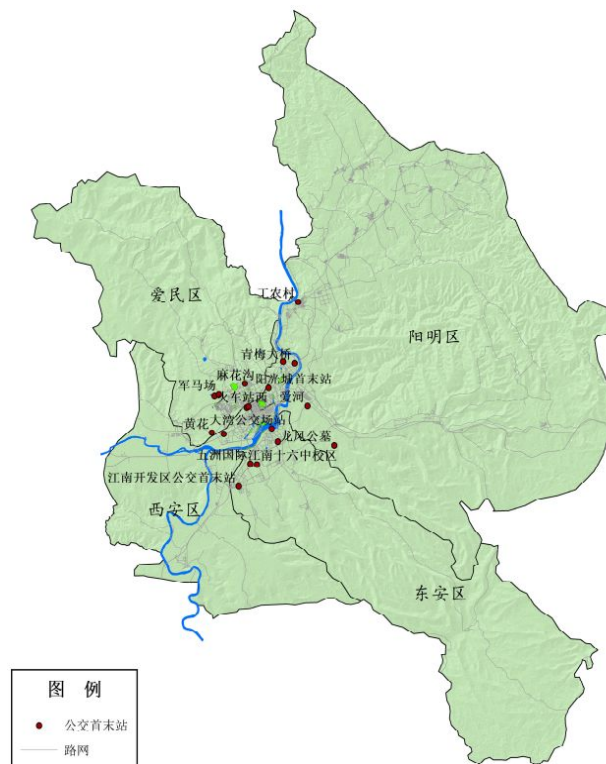 工农村
爱民区
阳明区
青梅大桥
麻花沟
阳光城首末站
军马场
火车站西
爱河
黄花
大湾公交场站
龙凤公墓
五洲国际江南十六中校区
江南开发区公交首末站
西安区
东安区
图 例
公交首末站
路网